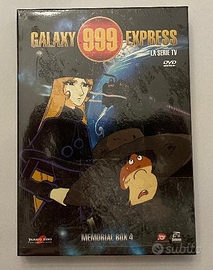 GALAXY 999 EXPRESS
LA SERIE TV
DVD
MEMORIAL BOX 4
subito